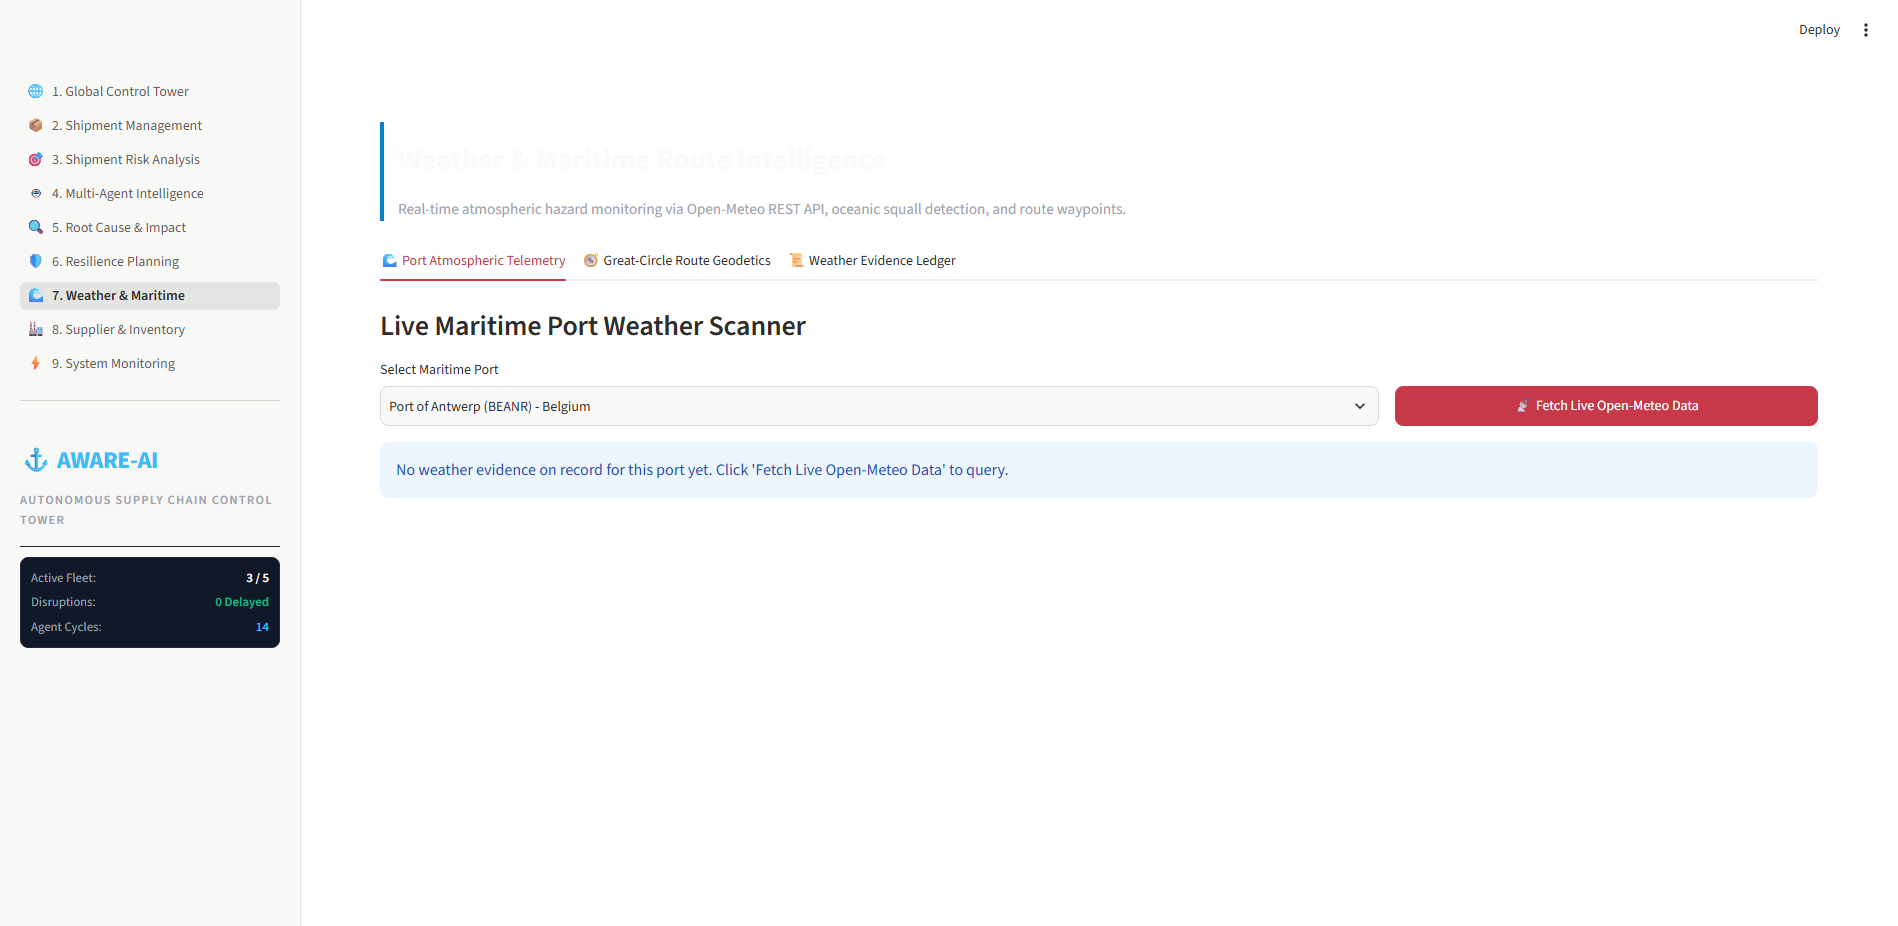 Deploy
1. Global Control Tower
2. Shipment Management
3. Shipment Risk Analysis
4. Multi-Agent Intelligence
5. Root Cause & Impact
6. Resilience Planning
7. Weather & Maritime
8. Supplier & Inventory
9. System Monitoring
AWARE-AI
AUTONOMOUS SUPPLY CHAIN CONTROL
TOWER
Active Fleet: 3 / 5
Disruptions: 0 Delayed
Agent Cycles: 14
Weather & Maritime Route Intelligence
Real-time atmospheric hazard monitoring via Open-Meteo REST API, oceanic squall detection, and route waypoints.
Port Atmospheric Telemetry Great-Circle Route Geodetics Weather Evidence Ledger
Live Maritime Port Weather Scanner
Select Maritime Port
Port of Antwerp (BEANR) - Belgium
Fetch Live Open-Meteo Data
No weather evidence on record for this port yet. Click 'Fetch Live Open-Meteo Data' to query.